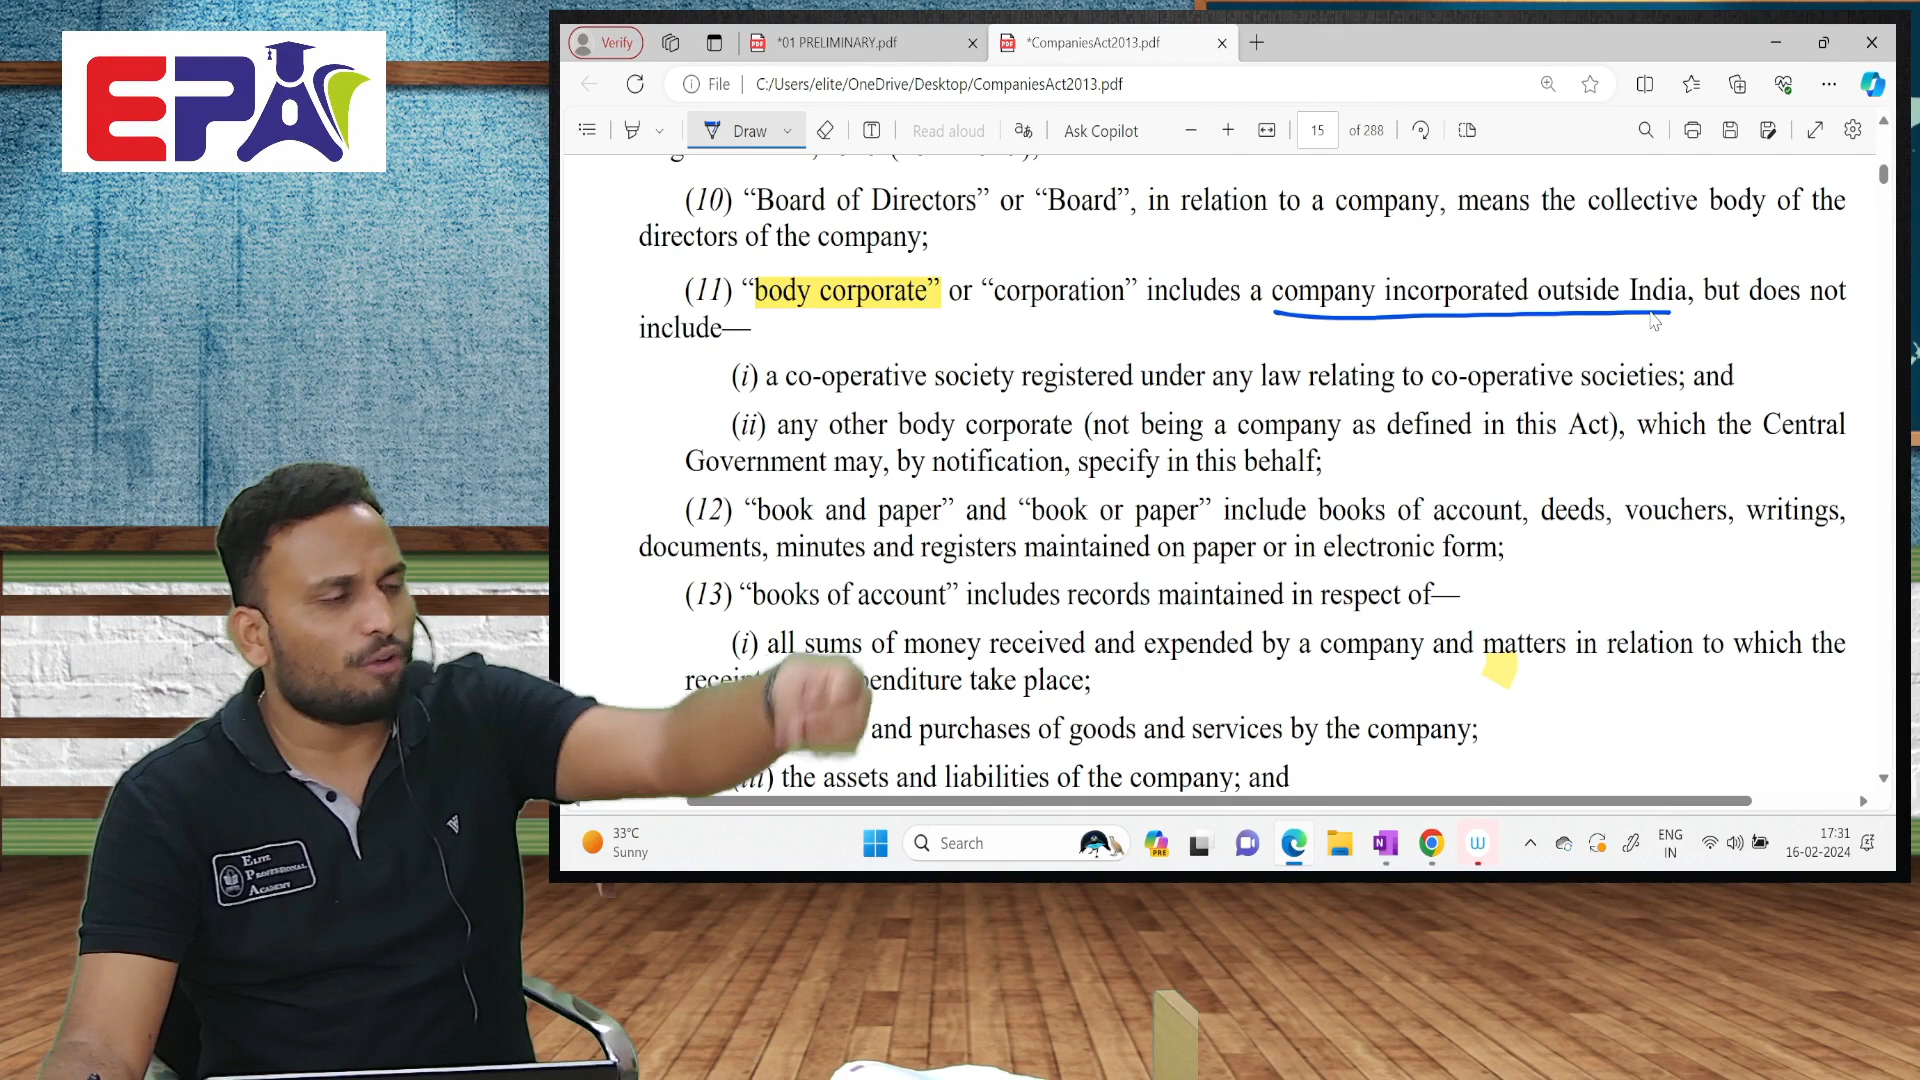 EPA
Verify
*01 PRELIMINARY.pdf
*CompaniesAct2013.pdf
File
C:/Users/elite/OneDrive/Desktop/CompaniesAct2013.pdf
Draw
Read aloud
Ask Copilot
15
of 288
(10) “Board of Directors” or “Board”, in relation to a company, means the collective body of the
directors of the company;
(11) “body corporate” or “corporation” includes a company incorporated outside India, but does not
include—
(i) a co-operative society registered under any law relating to co-operative societies; and
(ii) any other body corporate (not being a company as defined in this Act), which the Central
Government may, by notification, specify in this behalf;
(12) “book and paper” and “book or paper” include books of account, deeds, vouchers, writings,
documents, minutes and registers maintained on paper or in electronic form;
(13) “books of account” includes records maintained in respect of—
(i) all sums of money received and expended by a company and matters in relation to which the
take place;
and purchases of goods and services by the company;
the assets and liabilities of the company; and
33°C
Sunny
Search
PRE
N
W
ENG
IN
17:31
16-02-2024
ELITE
PROFESSIONAL
ACADEMY